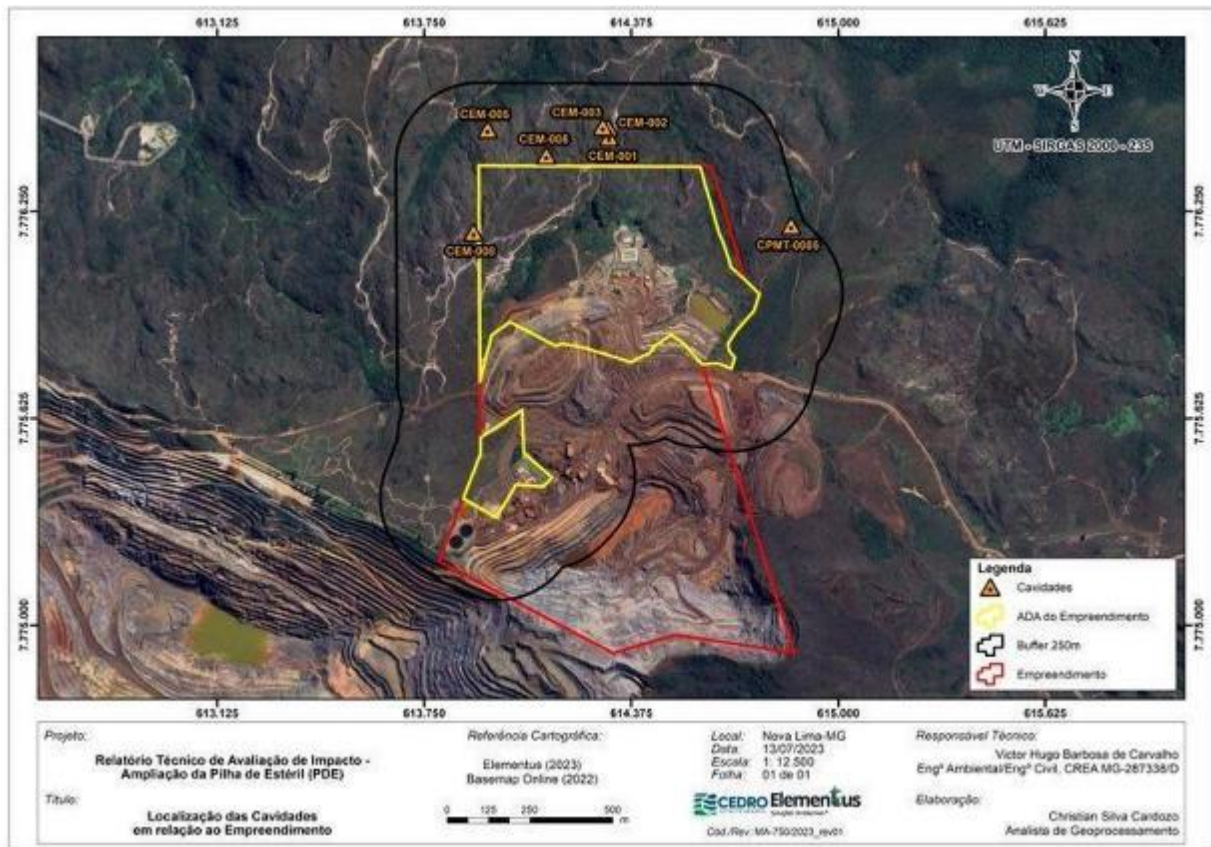 613.125 613.750 614.375 615.000 615.625
7.776.250 7.776.250
7.775.625 7.775.625
7.775.000 7.775.000
W E
S
UTM - SIRGAS 2000 - 23S
CEM-005
CEM-003
CEM-002
CEM-006
CEM-001
CEM-008
CPMT-0086
Legenda
Cavidades
ADA do Empreendimento
Buffer 250m
Empreendimento
613.125 613.750 614.375 615.000 615.625
Projeto:
Relatório Técnico de Avaliação de Impacto -
Ampliação da Pilha de Estéril (PDE)
Título:
Localização das Cavidades
em relação ao Empreendimento
Referência Cartográfica:
Elementus (2023)
Basemap Online (2022)
0 125 250 500
m
Local: Nova Lima-MG
Data: 13/07/2023
Escala: 1: 12.500
Folha: 01 de 01
CEDRO Elementus
Soluções Ambientais
Cod./Rev.: MA-750/2023_rev01
Responsável Técnico:
Victor Hugo Barbosa de Carvalho
Engº Ambiental/Engº Civil, CREA MG-287338/D
Elaboração:
Christian Silva Cardozo
Analista de Geoprocessamento